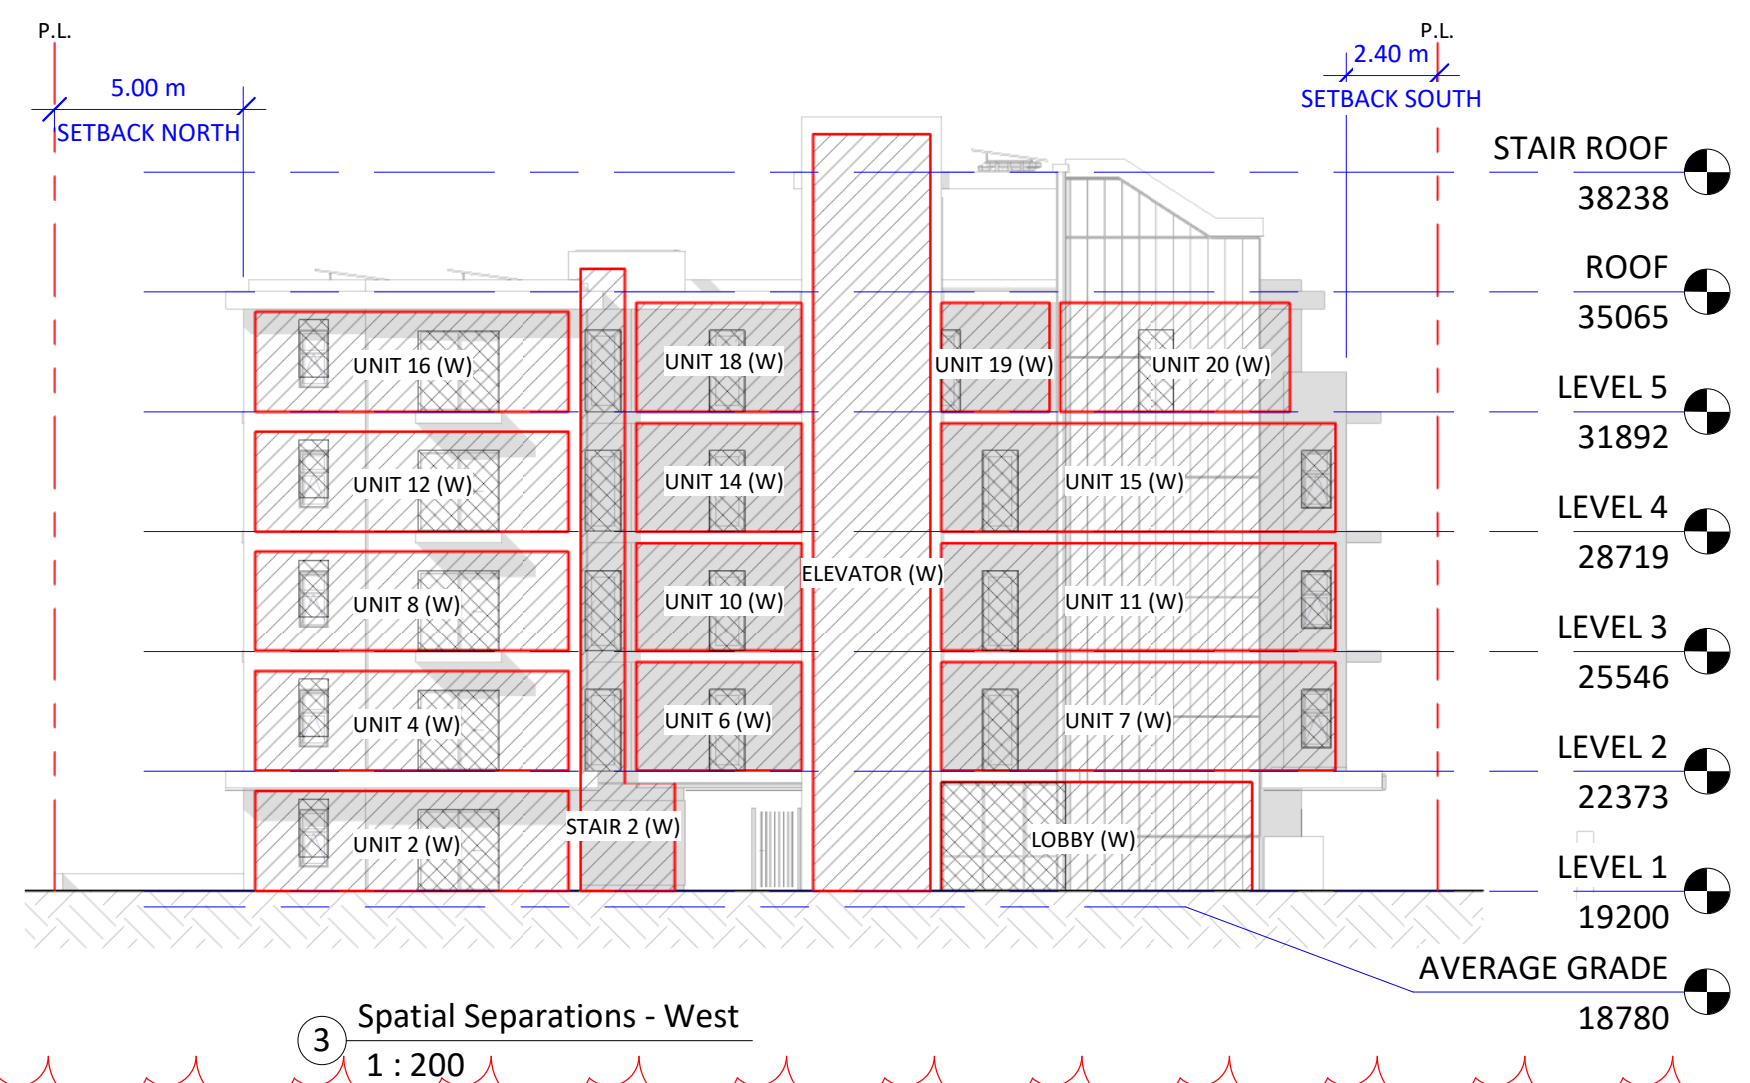 P.L.
P.L.
5.00 m
SETBACK NORTH
2.40 m
SETBACK SOUTH
STAIR ROOF
38238
ROOF
35065
UNIT 16 (W)
UNIT 18 (W)
UNIT 19 (W)
UNIT 20 (W)
LEVEL 5
31892
UNIT 12 (W)
UNIT 14 (W)
UNIT 15 (W)
LEVEL 4
28719
ELEVATOR (W)
UNIT 8 (W)
UNIT 10 (W)
UNIT 11 (W)
LEVEL 3
25546
UNIT 4 (W)
UNIT 6 (W)
UNIT 7 (W)
LEVEL 2
22373
UNIT 2 (W)
STAIR 2 (W)
LOBBY (W)
LEVEL 1
19200
AVERAGE GRADE
18780
3
Spatial Separations - West
1 : 200